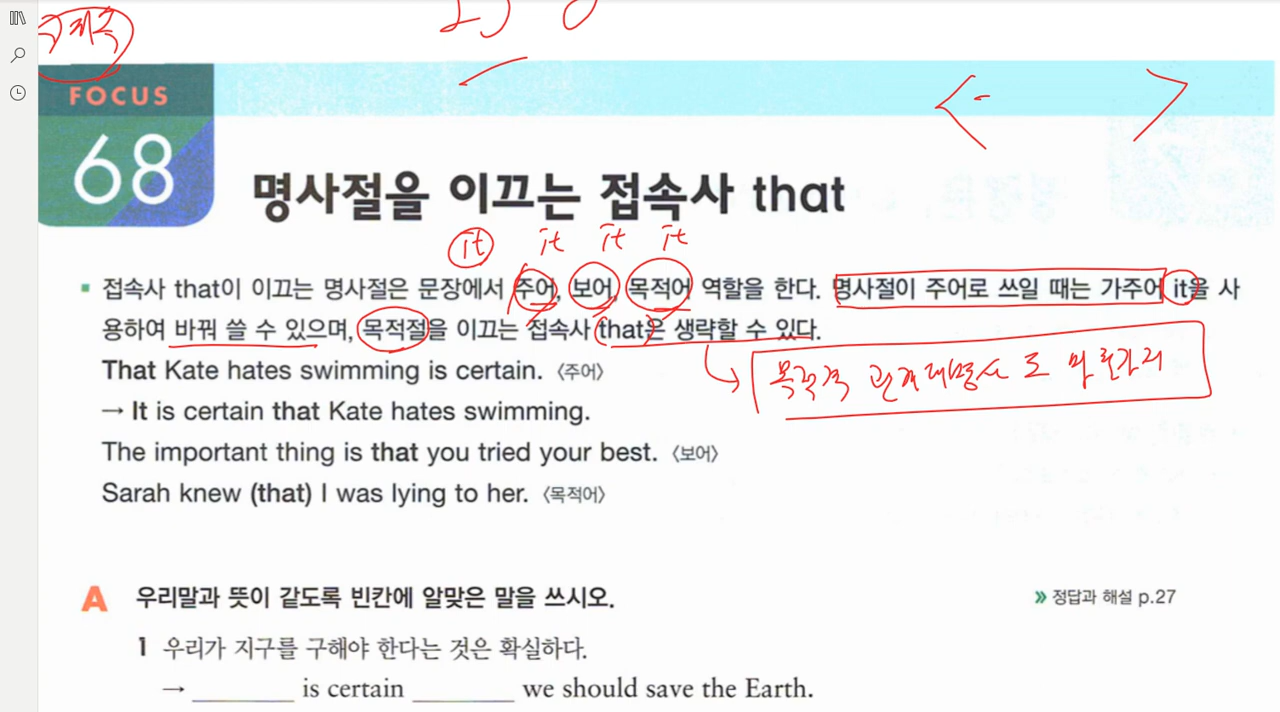 FOCUS
68
명사절을 이끄는 접속사 that
it it it it
▪ 접속사 that이 이끄는 명사절은 문장에서 주어, 보어, 목적어 역할을 한다. 명사절이 주어로 쓰일 때는 가주어 it을 사
용하여 바꿔 쓸 수 있으며, 목적절을 이끄는 접속사 that은 생략할 수 있다.
That Kate hates swimming is certain. 〈주어〉
목적격 관계대명사도 마찬가지
→ It is certain that Kate hates swimming.
The important thing is that you tried your best. 〈보어〉
Sarah knew (that) I was lying to her. 〈목적어〉
A 우리말과 뜻이 같도록 빈칸에 알맞은 말을 쓰시오.
» 정답과 해설 p.27
1 우리가 지구를 구해야 한다는 것은 확실하다.
→ ________ is certain ________ we should save the Earth.